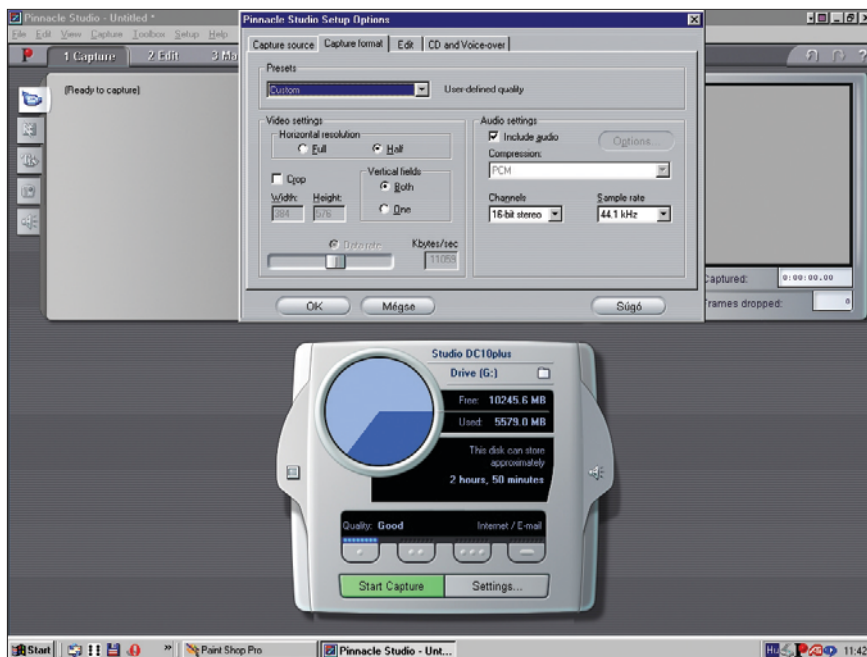 Pinnacle Studio - Untitled *
File Edit View Capture Toolbox Setup Help
1 Capture 2 Edit 3 Ma
(Ready to capture)
Pinnacle Studio Setup Options
Capture source Capture format Edit CD and Voice-over
Presets
Custom User-defined quality
Video settings
Horizontal resolution
Full Half
Crop
Width: Height:
384 576
Vertical fields
Both
One
Data rate Kbytes/sec
11059
Audio settings
Include audio Options
Compression:
PCM
Channels Sample rate
16-bit stereo 44.1 kHz
OK Mégse Súgó
Captured: 0:00:00.00
Frames dropped: 0
Studio DC10plus
Drive (G:)
Free: 10245.6 MB
Used: 5579.0 MB
This disk can store
approximately
2 hours, 50 minutes
Quality: Good Internet / E-mail
Start Capture Settings...
Start » Paint Shop Pro Pinnacle Studio - Unt... Hu 11:42